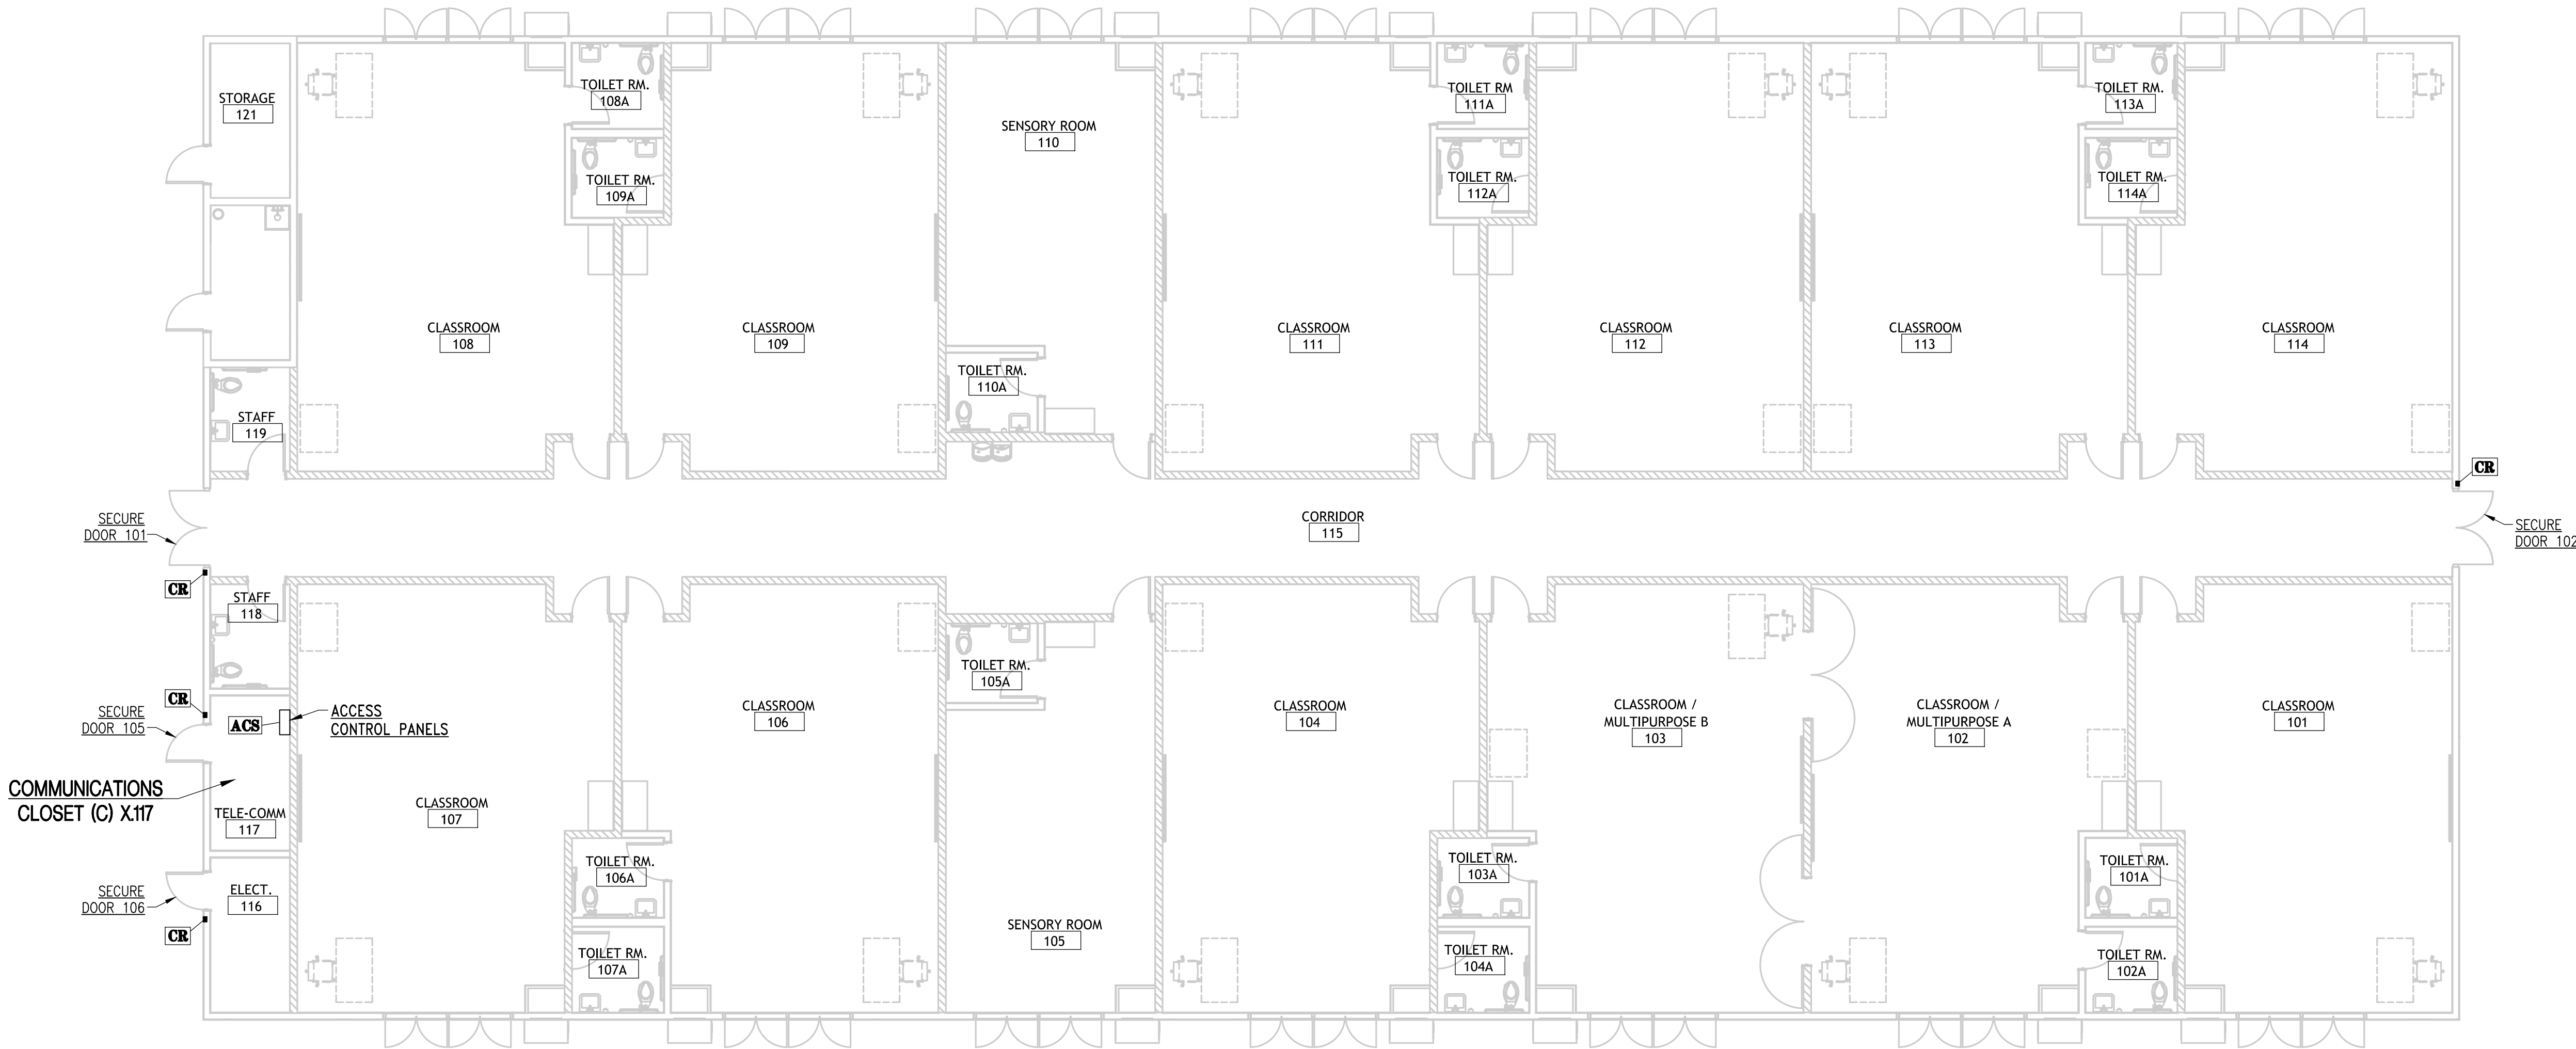 STORAGE
121
TOILET RM.
108A
TOILET RM.
109A
SENSORY ROOM
110
TOILET RM
111A
TOILET RM.
112A
TOILET RM.
113A
TOILET RM.
114A
CLASSROOM
108
CLASSROOM
109
CLASSROOM
111
CLASSROOM
112
CLASSROOM
113
CLASSROOM
114
TOILET RM.
110A
STAFF
119
CR
SECURE
DOOR 101
CORRIDOR
115
SECURE
DOOR 102
CR
STAFF
118
TOILET RM.
105A
CR
SECURE
DOOR 105
ACS
ACCESS
CONTROL PANELS
CLASSROOM
106
CLASSROOM
104
CLASSROOM /
MULTIPURPOSE B
103
CLASSROOM /
MULTIPURPOSE A
102
CLASSROOM
101
COMMUNICATIONS
CLOSET (C) X.117
TELE-COMM
117
CLASSROOM
107
SECURE
DOOR 106
ELECT.
116
CR
TOILET RM.
106A
TOILET RM.
107A
SENSORY ROOM
105
TOILET RM.
103A
TOILET RM.
104A
TOILET RM.
101A
TOILET RM.
102A